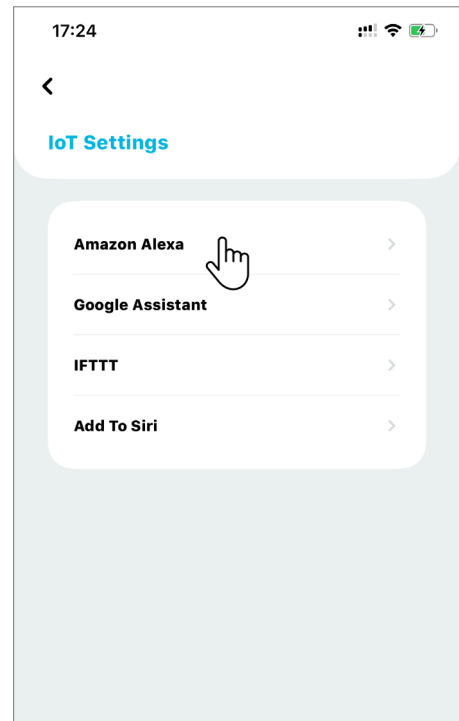 17:24
IoT Settings
Amazon Alexa
Google Assistant
IFTTT
Add To Siri